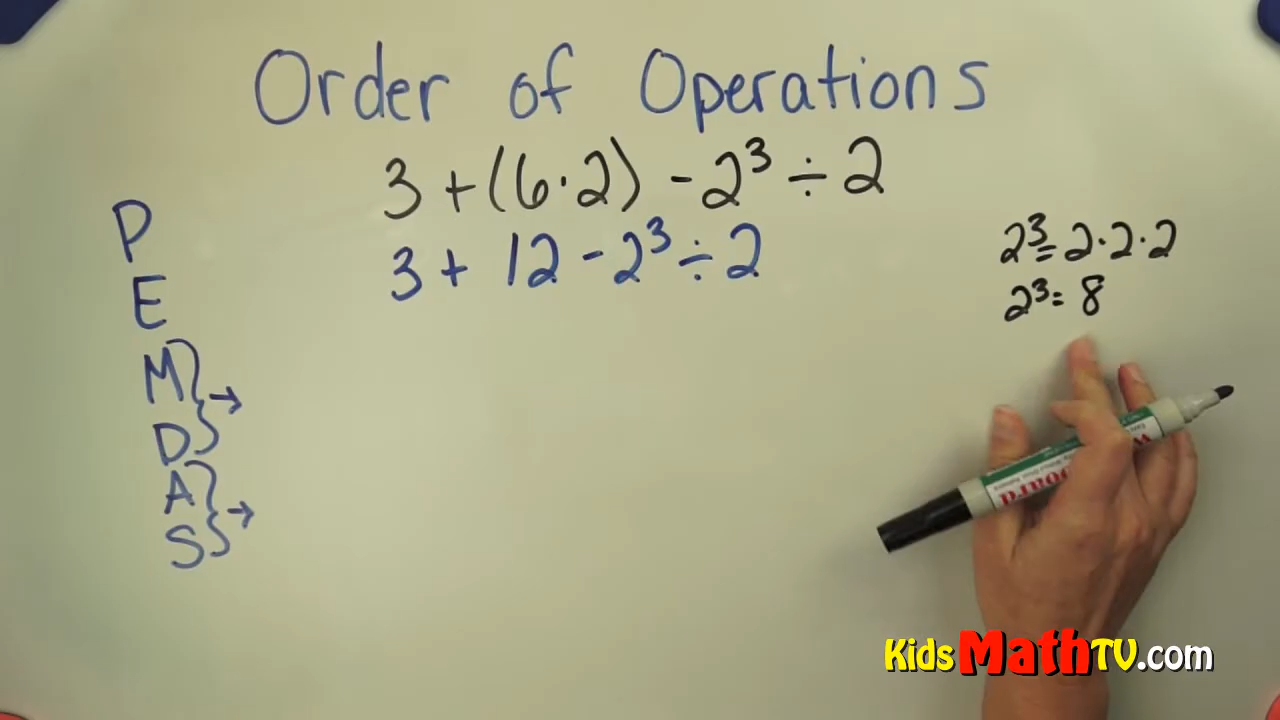 Order of Operations
3 + (6·2) - 2³ ÷ 2
3 + 12 - 2³ ÷ 2
2³ = 2·2·2
2³ = 8
P
E
M} →
D
A} →
S
KidsMathTV.com